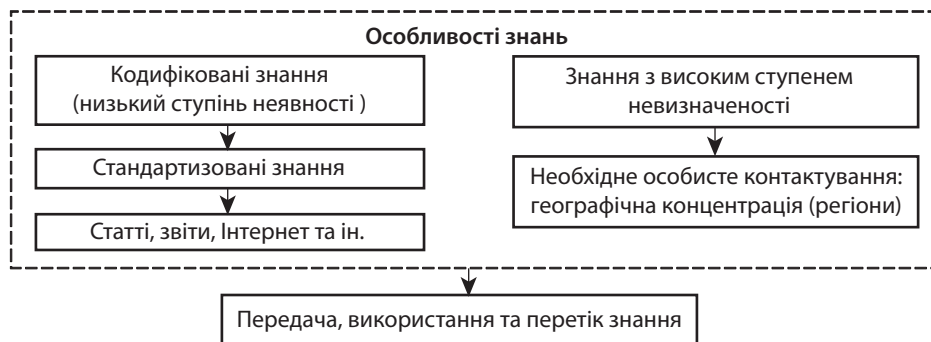 Особливості знань
Кодифіковані знання
(низький ступінь неявності )
Стандартизовані знання
Статті, звіти, Інтернет та ін.
Знання з високим ступенем
невизначеності
Необхідне особисте контактування:
географічна концентрація (регіони)
Передача, використання та перетік знання